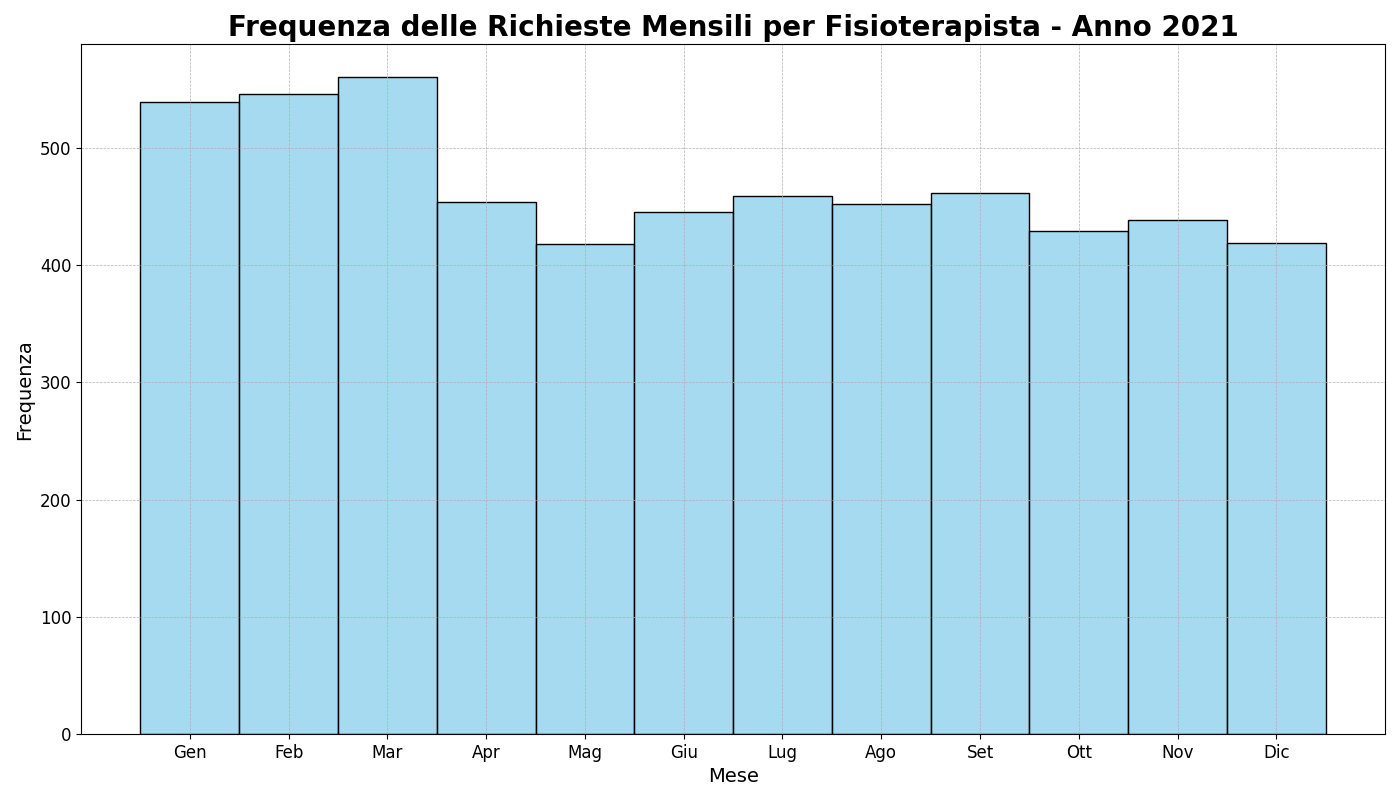 Frequenza delle Richieste Mensili per Fisioterapista - Anno 2021
Frequenza
500
400
300
200
100
0
Gen Feb Mar Apr Mag Giu Lug Ago Set Ott Nov Dic
Mese